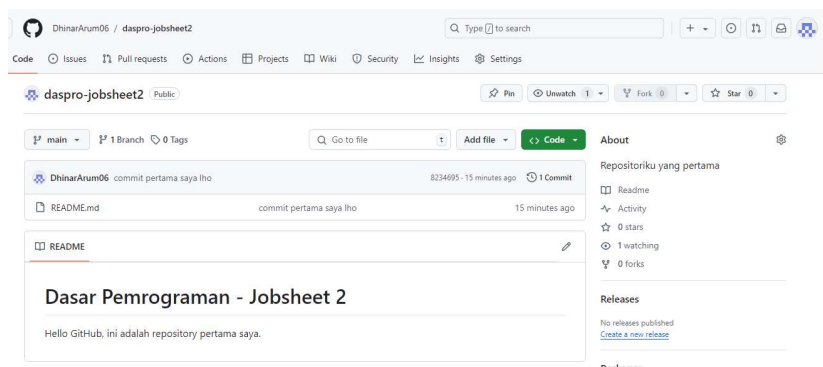 DhinarArum06 / daspro-jobsheet2
Type / to search
Code Issues Pull requests Actions Projects Wiki Security Insights Settings
daspro-jobsheet2 Public
Pin Unwatch 1 Fork 0 Star 0
main 1 Branch 0 Tags Go to file t Add file <> Code
About
Repositoriku yang pertama
DhinarArum06 commit pertama saya lho 8234695 · 15 minutes ago 1 Commit
README.md commit pertama saya lho 15 minutes ago
Readme
Activity
0 stars
1 watching
0 forks
README
Dasar Pemrograman - Jobsheet 2
Hello GitHub, ini adalah repository pertama saya.
Releases
No releases published
Create a new release